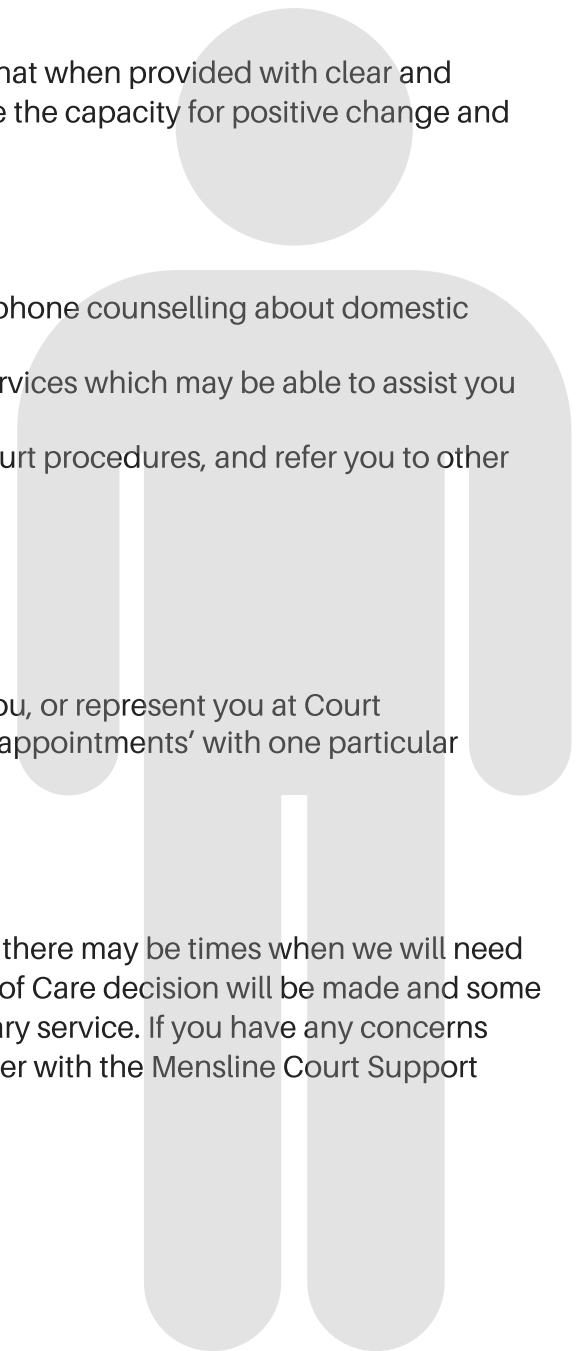 hat when provided with clear and
e the capacity for positive change and
phone counselling about domestic
rvices which may be able to assist you
urt procedures, and refer you to other
ou, or represent you at Court
appointments’ with one particular
there may be times when we will need
of Care decision will be made and some
ary service. If you have any concerns
er with the Mensline Court Support